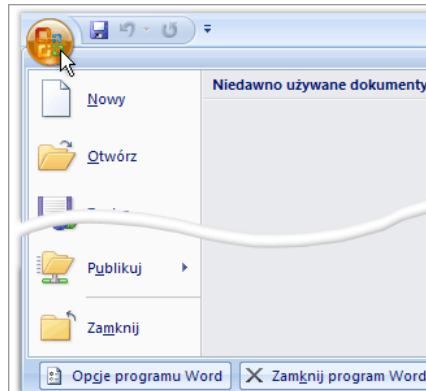 Niedawno używane dokumenty
Nowy
Otwórz
Publikuj
Zamknij
Opcje programu Word
Zamknij program Word